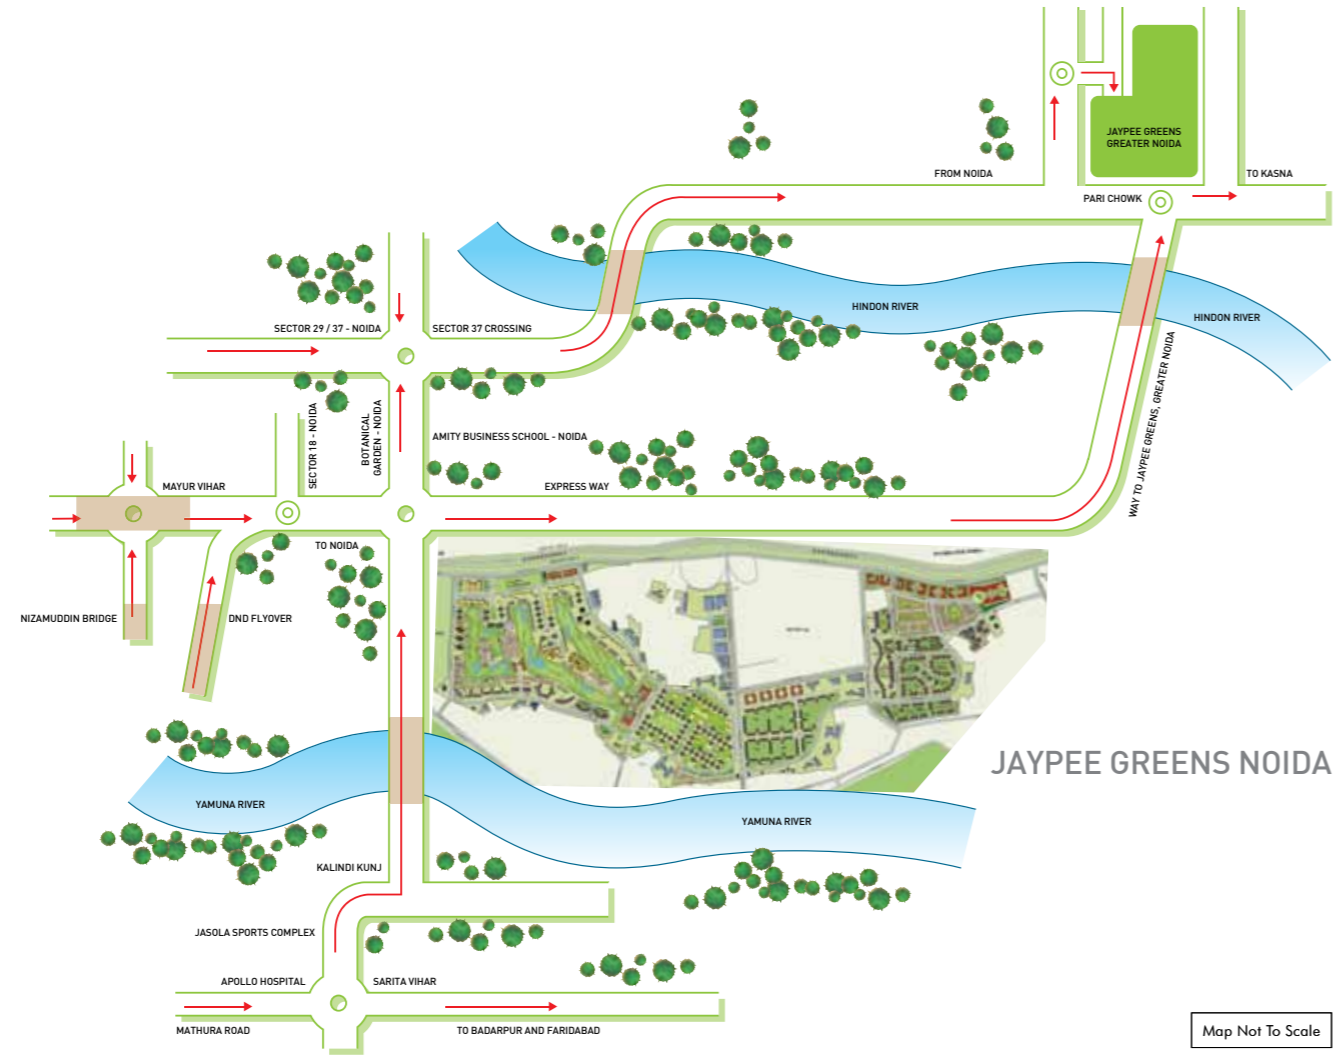 JAYPEE GREENS
GREATER NOIDA
FROM NOIDA
TO KASNA
PARI CHOWK
HINDON RIVER
HINDON RIVER
SECTOR 29 / 37 - NOIDA
SECTOR 37 CROSSING
WAY TO JAYPEE GREENS, GREATER NOIDA
SECTOR 18 - NOIDA
BOTANICAL
GARDEN - NOIDA
AMITY BUSINESS SCHOOL - NOIDA
MAYUR VIHAR
EXPRESS WAY
TO NOIDA
NIZAMUDDIN BRIDGE
DND FLYOVER
JAYPEE GREENS NOIDA
YAMUNA RIVER
YAMUNA RIVER
KALINDI KUNJ
JASOLA SPORTS COMPLEX
APOLLO HOSPITAL
SARITA VIHAR
MATHURA ROAD
TO BADARPUR AND FARIDABAD
Map Not To Scale